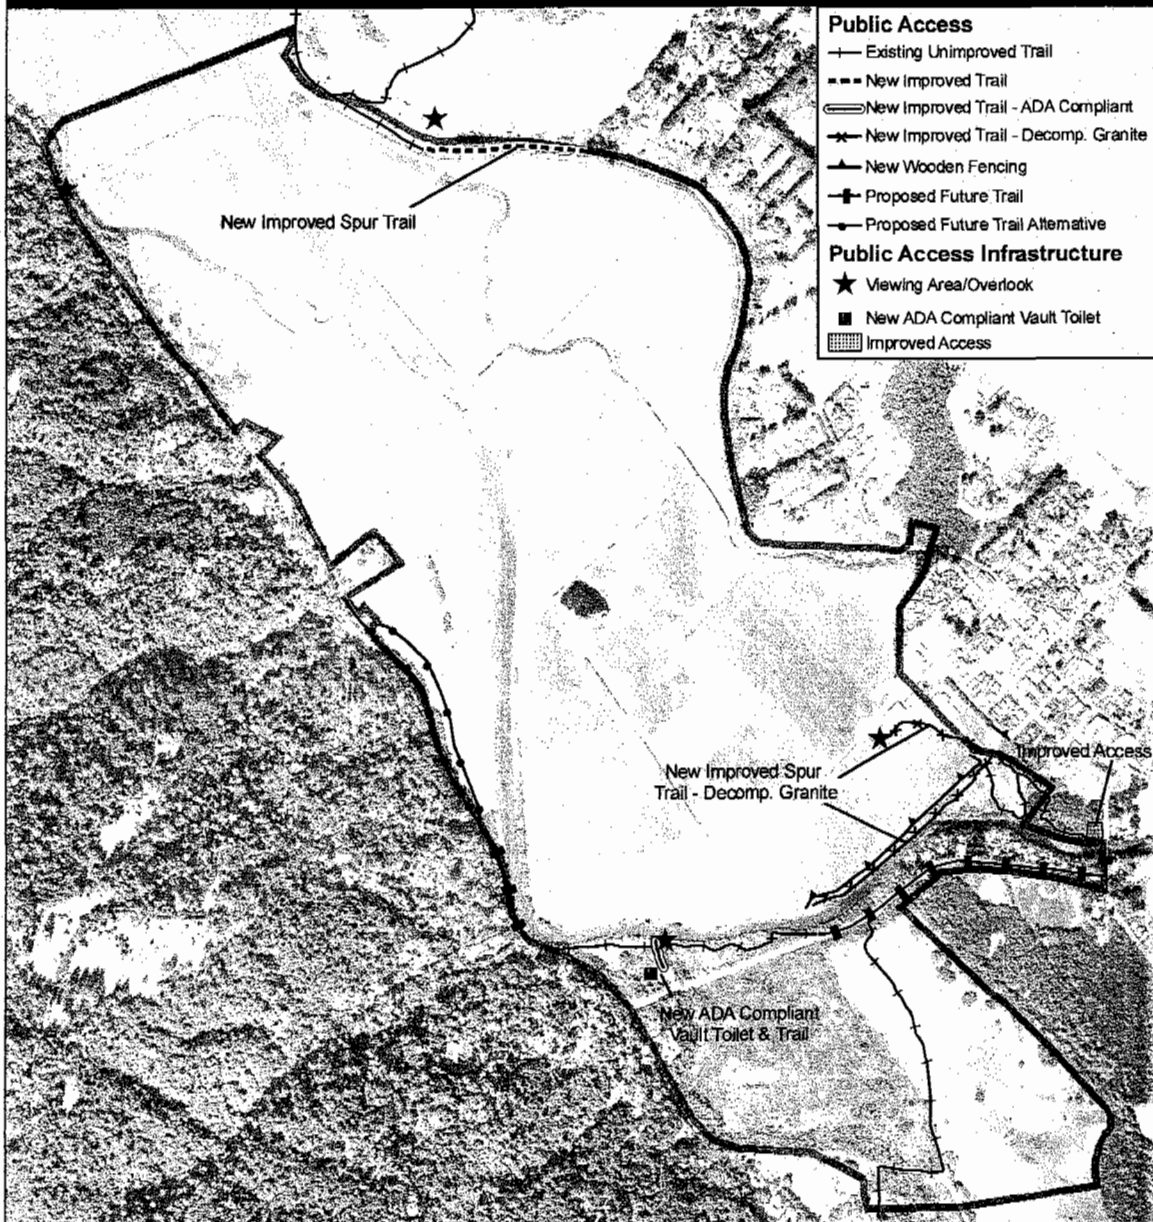 Public Access
Existing Unimproved Trail
New Improved Trail
New Improved Trail - ADA Compliant
New Improved Trail - Decomp. Granite
New Wooden Fencing
Proposed Future Trail
Proposed Future Trail Alternative
Public Access Infrastructure
Viewing Area/Overlook
New ADA Compliant Vault Toilet
Improved Access
New Improved Spur Trail
Improved Access
New Improved Spur
Trail - Decomp. Granite
New ADA Compliant
Vault Toilet & Trail